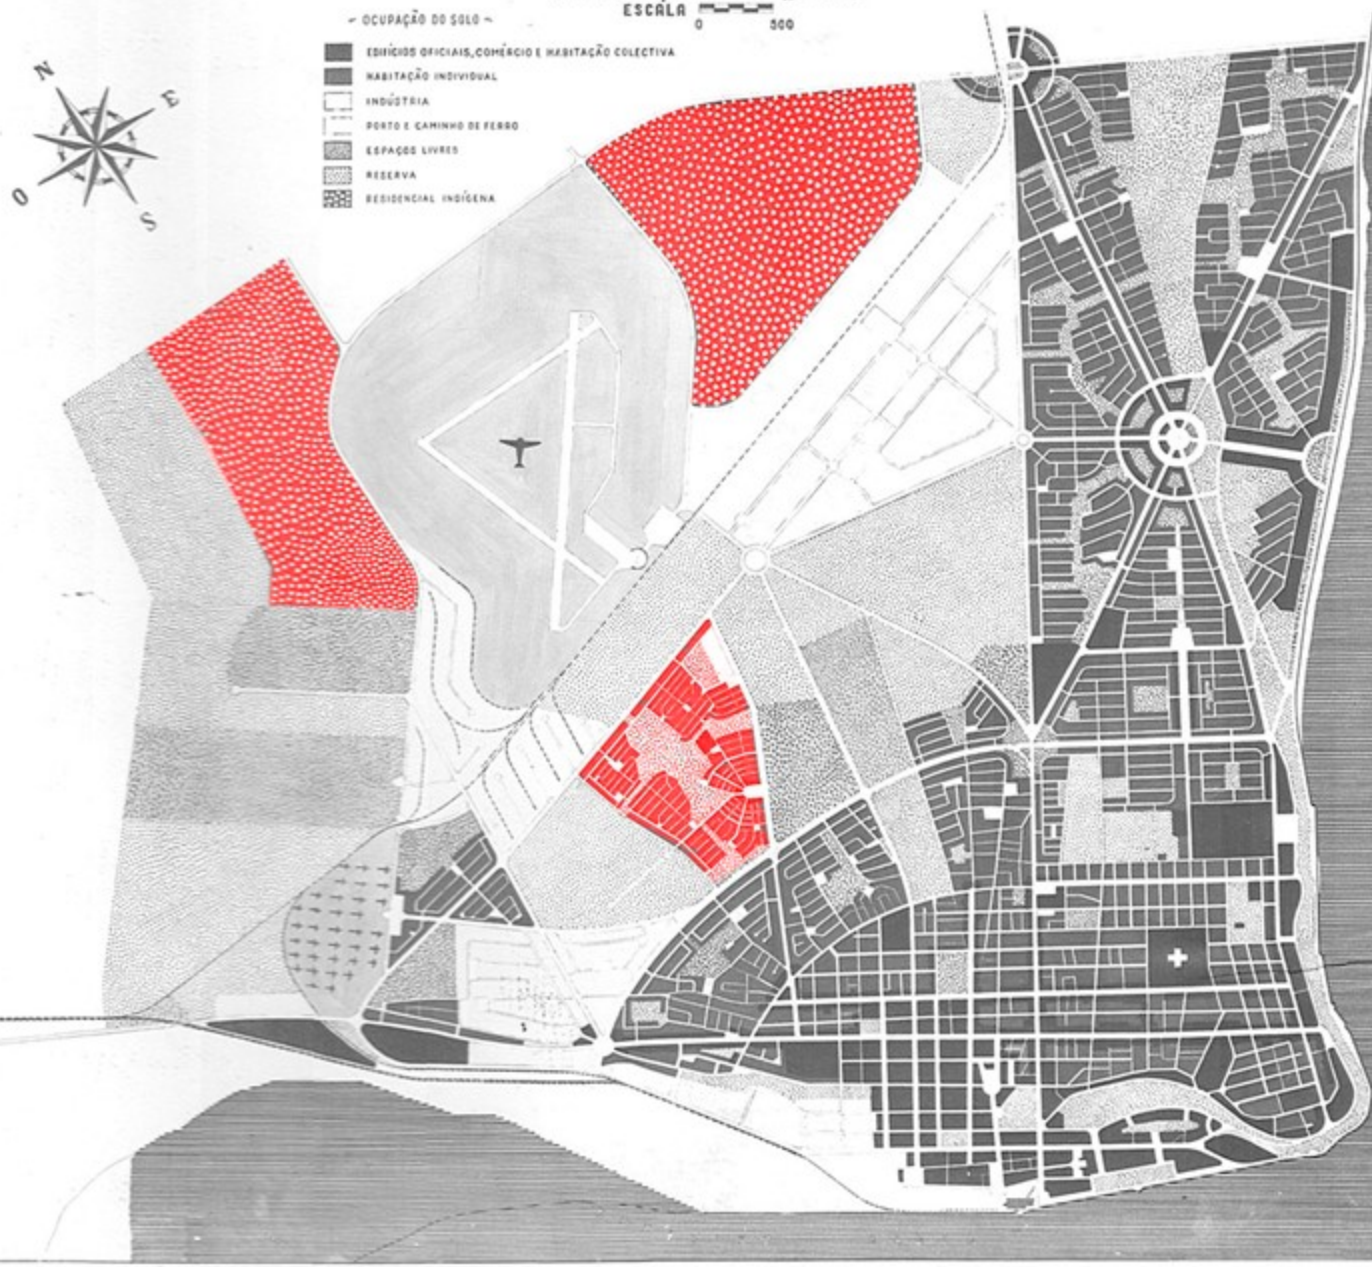 ESCALA
0 500
~ OCUPAÇÃO DO SOLO ~
EDIFÍCIOS OFICIAIS, COMÉRCIO E HABITAÇÃO COLECTIVA
HABITAÇÃO INDIVIDUAL
INDÚSTRIA
PORTO E CAMINHO DE FERRO
ESPAÇOS LIVRES
RESERVA
RESIDENCIAL INDÍGENA
N
E
O
S